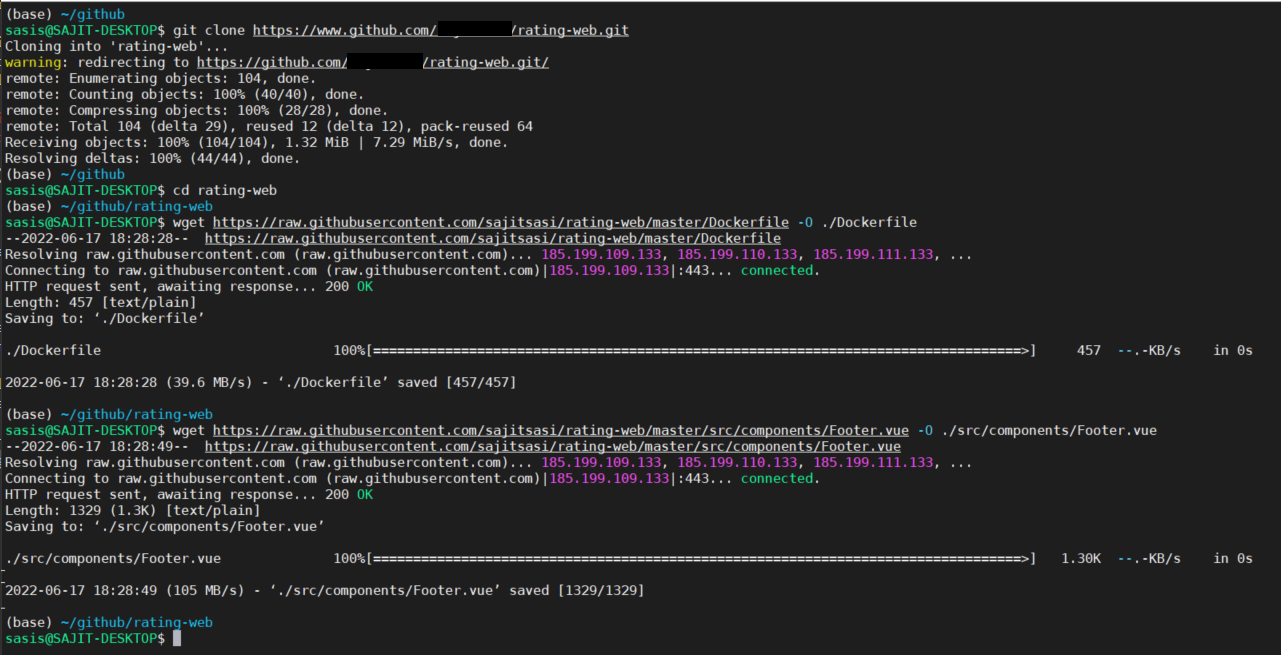 (base) ~/github
sasis@SAJIT-DESKTOP$ git clone https://www.github.com/ /rating-web.git
Cloning into 'rating-web'...
warning: redirecting to https://github.com/ /rating-web.git/
remote: Enumerating objects: 104, done.
remote: Counting objects: 100% (40/40), done.
remote: Compressing objects: 100% (28/28), done.
remote: Total 104 (delta 29), reused 12 (delta 12), pack-reused 64
Receiving objects: 100% (104/104), 1.32 MiB | 7.29 MiB/s, done.
Resolving deltas: 100% (44/44), done.
(base) ~/github
sasis@SAJIT-DESKTOP$ cd rating-web
(base) ~/github/rating-web
sasis@SAJIT-DESKTOP$ wget https://raw.githubusercontent.com/sajitsasi/rating-web/master/Dockerfile -O ./Dockerfile
--2022-06-17 18:28:28--  https://raw.githubusercontent.com/sajitsasi/rating-web/master/Dockerfile
Resolving raw.githubusercontent.com (raw.githubusercontent.com)... 185.199.109.133, 185.199.110.133, 185.199.111.133, ...
Connecting to raw.githubusercontent.com (raw.githubusercontent.com)|185.199.109.133|:443... connected.
HTTP request sent, awaiting response... 200 OK
Length: 457 [text/plain]
Saving to: ‘./Dockerfile’
./Dockerfile 100%[=================================================================================>] 457 --.-KB/s in 0s
2022-06-17 18:28:28 (39.6 MB/s) - ‘./Dockerfile’ saved [457/457]
(base) ~/github/rating-web
sasis@SAJIT-DESKTOP$ wget https://raw.githubusercontent.com/sajitsasi/rating-web/master/src/components/Footer.vue -O ./src/components/Footer.vue
--2022-06-17 18:28:49--  https://raw.githubusercontent.com/sajitsasi/rating-web/master/src/components/Footer.vue
Resolving raw.githubusercontent.com (raw.githubusercontent.com)... 185.199.109.133, 185.199.110.133, 185.199.111.133, ...
Connecting to raw.githubusercontent.com (raw.githubusercontent.com)|185.199.109.133|:443... connected.
HTTP request sent, awaiting response... 200 OK
Length: 1329 (1.3K) [text/plain]
Saving to: ‘./src/components/Footer.vue’
./src/components/Footer.vue 100%[=================================================================================>] 1.30K --.-KB/s in 0s
2022-06-17 18:28:49 (105 MB/s) - ‘./src/components/Footer.vue’ saved [1329/1329]
(base) ~/github/rating-web
sasis@SAJIT-DESKTOP$